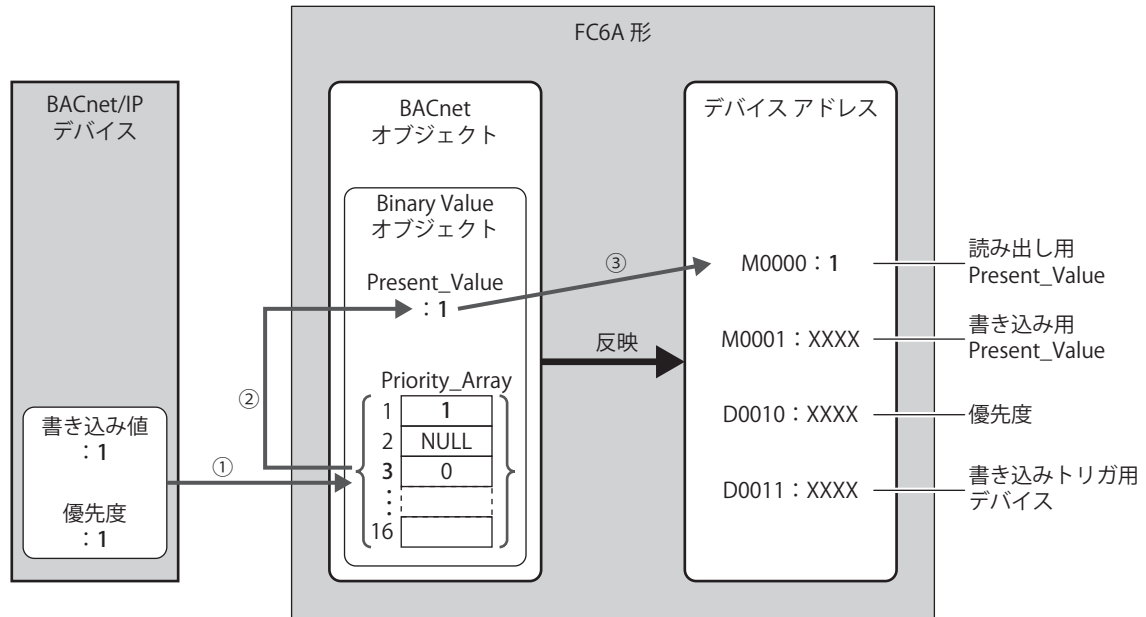 FC6A 形
BACnet/IP
デバイス
書き込み値
：1
優先度
：1
①
②
BACnet
オブジェクト
Binary Value
オブジェクト
Present_Value
：1
Priority_Array
1
1
2
NULL
3
0
⋮
16
③
反映
デバイス アドレス
M0000：1
読み出し用
Present_Value
M0001：XXXX
書き込み用
Present_Value
D0010：XXXX
優先度
D0011：XXXX
書き込みトリガ用
デバイス